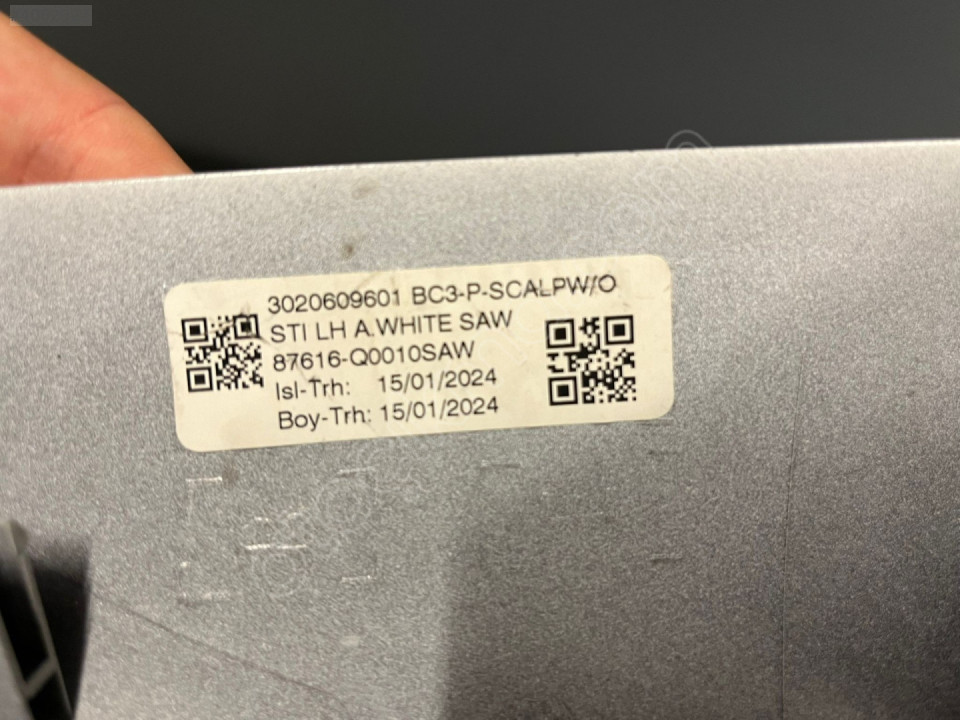 3020609601 BC3-P-SCALPW/O
STI LH A.WHITE SAW
87616-Q0010SAW
Isl-Trh: 15/01/2024
Boy-Trh: 15/01/2024